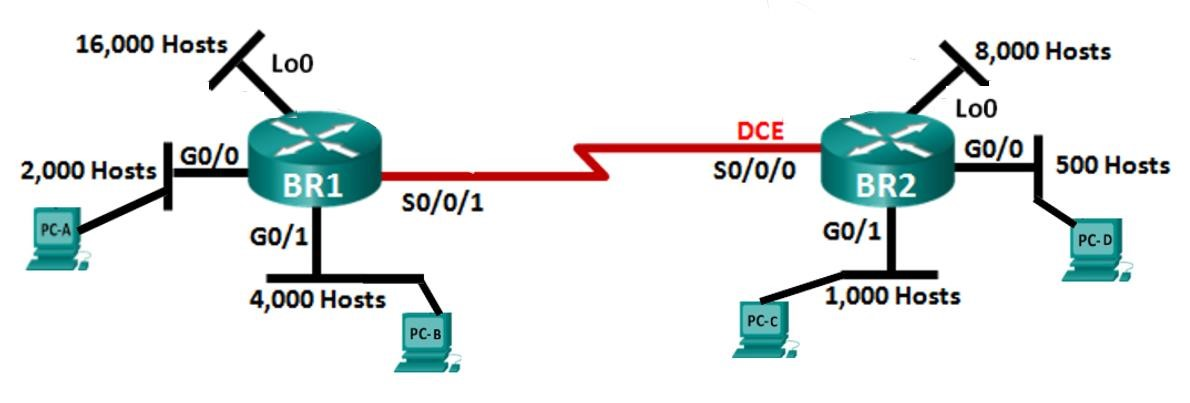 16,000 Hosts
Lo0
8,000 Hosts
Lo0
DCE
2,000 Hosts
G0/0
BR1
S0/0/1
S0/0/0
BR2
G0/0
500 Hosts
PC-A
G0/1
G0/1
PC-D
4,000 Hosts
1,000 Hosts
PC-B
PC-C